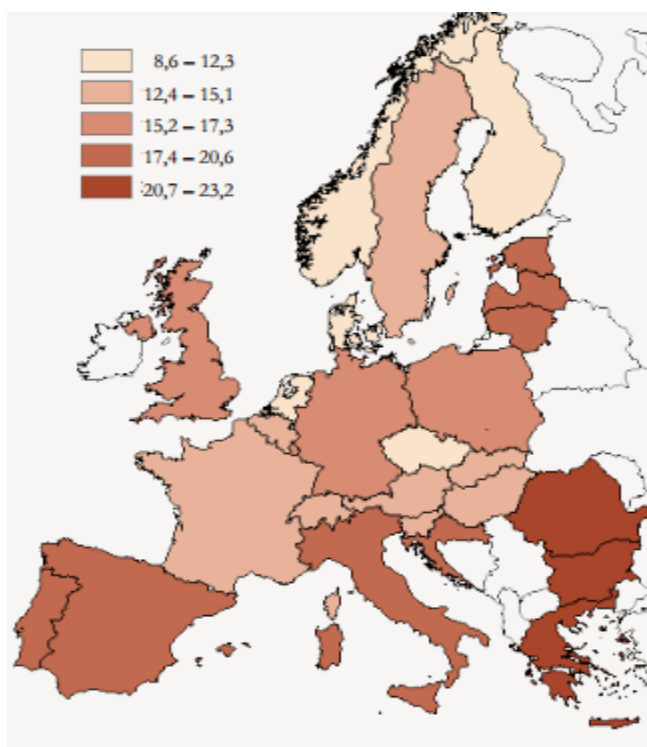 8,6 – 12,3
12,4 – 15,1
15,2 – 17,3
17,4 – 20,6
20,7 – 23,2